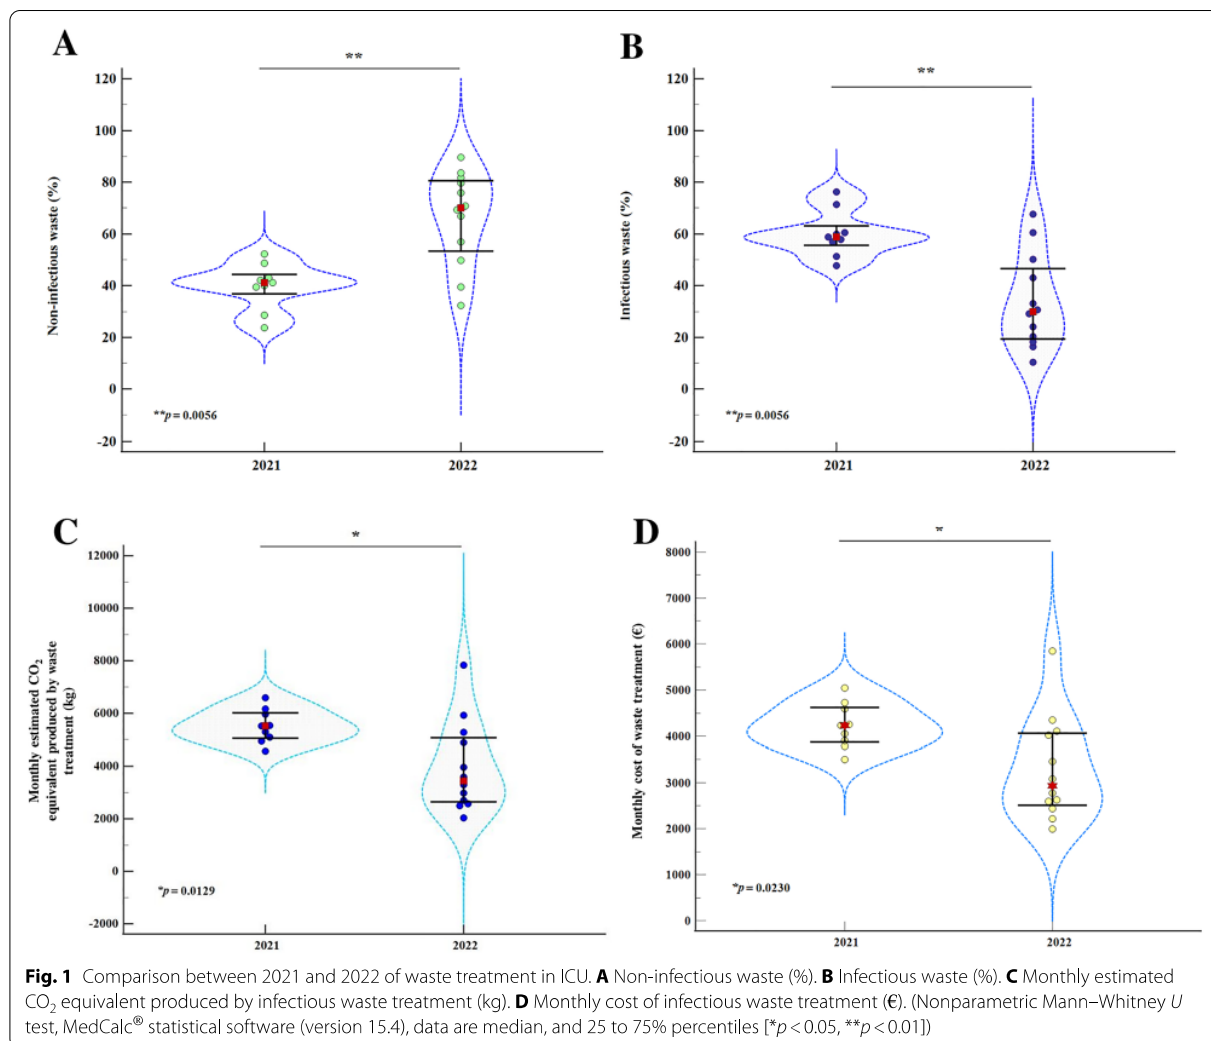 A
**
120
100
80
60
40
20
0
-20
Non-infectious waste (%)
**p = 0.0056
2021
2022
B
**
120
100
80
60
40
20
0
-20
Infectious waste (%)
**p = 0.0056
2021
2022
C
*
12000
10000
8000
6000
4000
2000
0
-2000
Monthly estimated CO2
equivalent produced by waste
treatment (kg)
*p = 0.0129
2021
2022
D
*
8000
7000
6000
5000
4000
3000
2000
1000
0
Monthly cost of waste treatment (€)
*p = 0.0230
2021
2022
Fig. 1 Comparison between 2021 and 2022 of waste treatment in ICU. A Non-infectious waste (%). B Infectious waste (%). C Monthly estimated
CO2 equivalent produced by infectious waste treatment (kg). D Monthly cost of infectious waste treatment (€). (Nonparametric Mann–Whitney U
test, MedCalc® statistical software (version 15.4), data are median, and 25 to 75% percentiles [*p < 0.05, **p < 0.01])